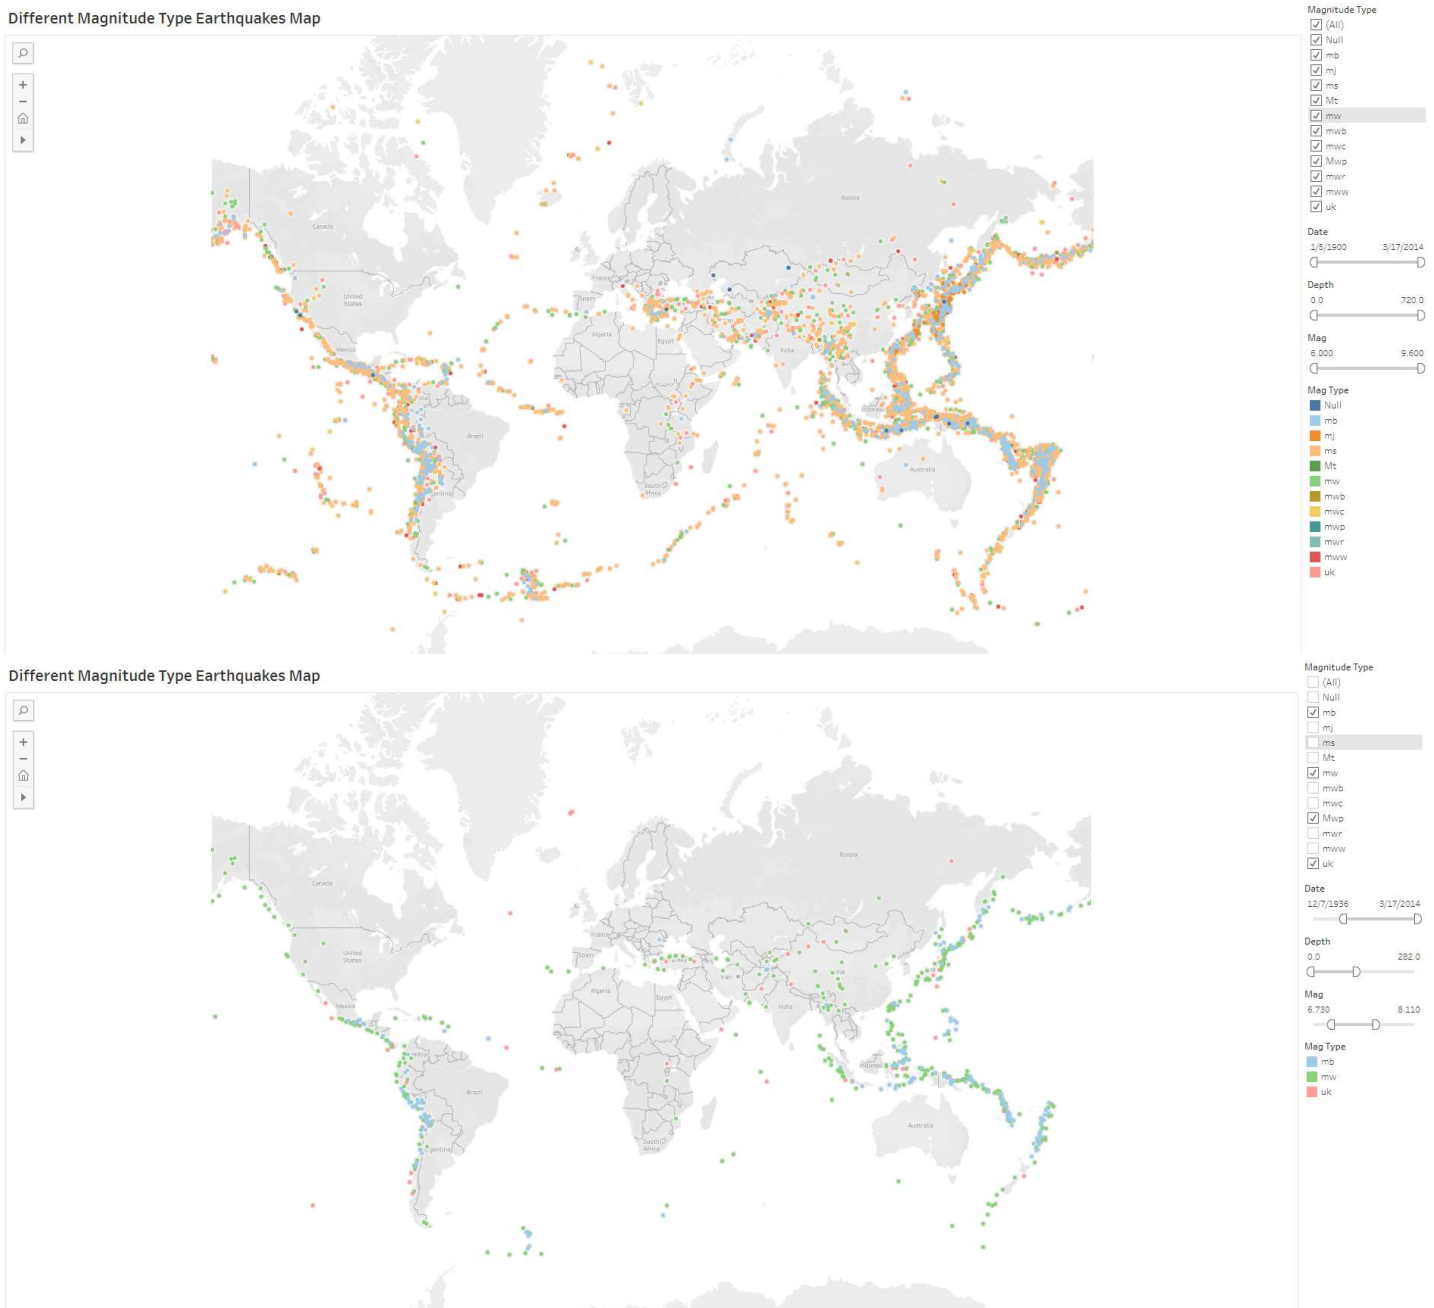 Different Magnitude Type Earthquakes Map
Canada
United
States
Mexico
Brazil
France
Spain
Algeria
Egypt
South
Africa
Russia
India
Australia
Magnitude Type
(All)
Null
mb
mj
ms
Mt
mw
mwb
mwc
Mwp
mwr
mww
uk
Date
1/5/1900 3/17/2014
Depth
0.0 720.0
Mag
6.000 9.600
Mag Type
Null
mb
mj
ms
Mt
mw
mwb
mwc
mwp
mwr
mww
uk
Different Magnitude Type Earthquakes Map
Canada
United
States
Mexico
Brazil
France
Spain
Algeria
Egypt
South
Africa
Russia
Iran
India
Australia
Magnitude Type
(All)
Null
mb
mj
ms
Mt
mw
mwb
mwc
Mwp
mwr
mww
uk
Date
12/7/1936 3/17/2014
Depth
0.0 282.0
Mag
6.730 8.110
Mag Type
mb
mw
uk